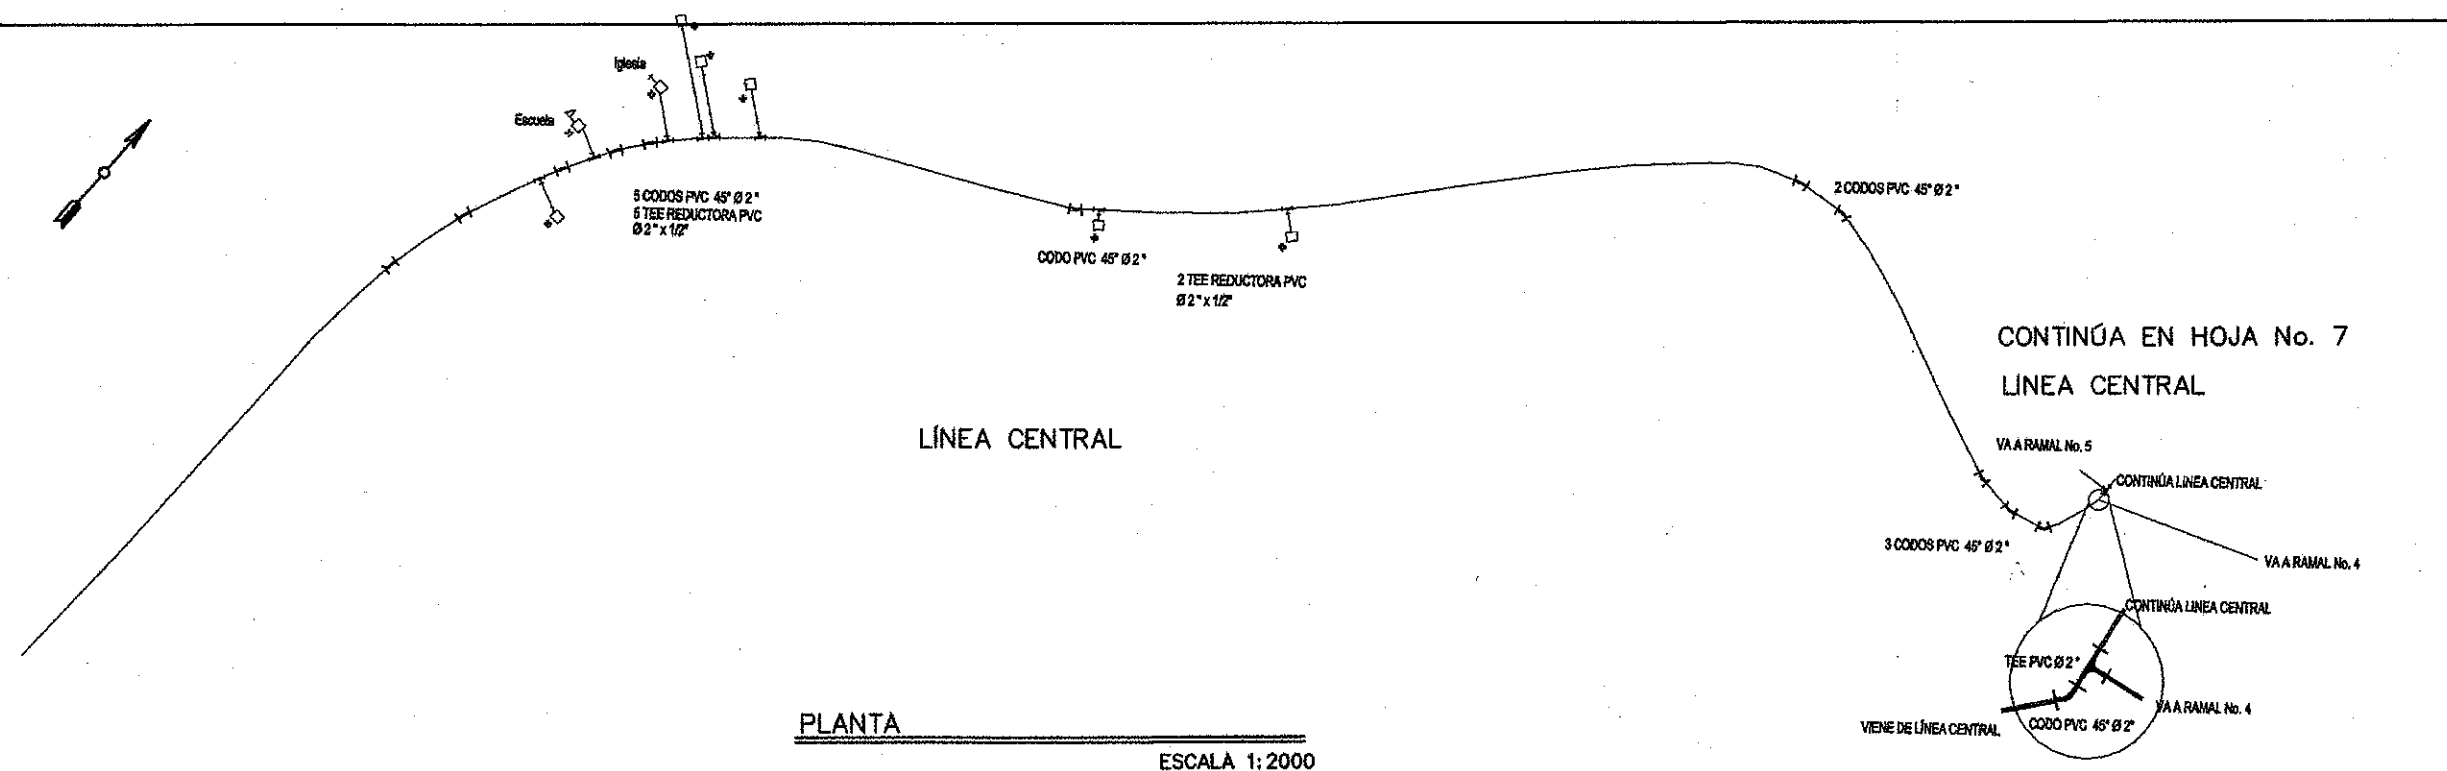 Iglesia
Escuela
5 CODOS PVC 45° Ø 2"
6 TEE REDUCTORA PVC
Ø 2" x 1/2"
CODO PVC 45° Ø 2"
2 TEE REDUCTORA PVC
Ø 2" x 1/2"
2 CODOS PVC 45° Ø 2"
CONTINÚA EN HOJA No. 7
LÍNEA CENTRAL
LÍNEA CENTRAL
VA A RAMAL No. 5
CONTINÚA LINEA CENTRAL
3 CODOS PVC 45° Ø 2"
VA A RAMAL No. 4
CONTINÚA LINEA CENTRAL
TEE PVC Ø 2"
VA A RAMAL No. 4
VIENE DE LÍNEA CENTRAL
CODO PVC 45° Ø 2"
PLANTA
ESCALA 1:2000